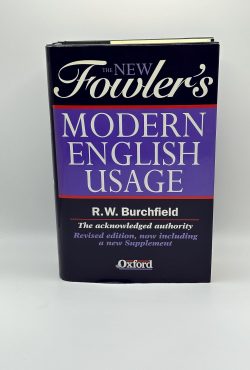 THE NEW
Fowler's
MODERN
ENGLISH
USAGE
R.W. Burchfield
The acknowledged authority
Revised edition, now including
a new Supplement
Oxford